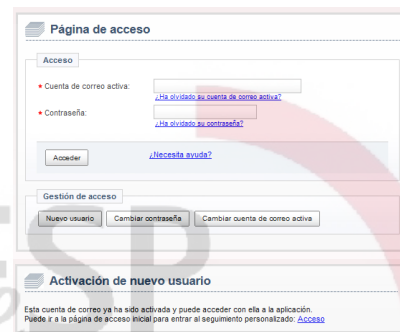 Página de acceso
Acceso
* Cuenta de correo activa:
¿Ha olvidado su cuenta de correo activa?
* Contraseña:
¿Ha olvidado su contraseña?
Acceder ¿Necesita ayuda?
Gestión de acceso
Nuevo usuario Cambiar contraseña Cambiar cuenta de correo activa
Activación de nuevo usuario
Esta cuenta de correo ya ha sido activada y puede acceder con ella a la aplicación.
Puede ir a la página de acceso inicial para entrar al seguimiento personalizado: Acceso